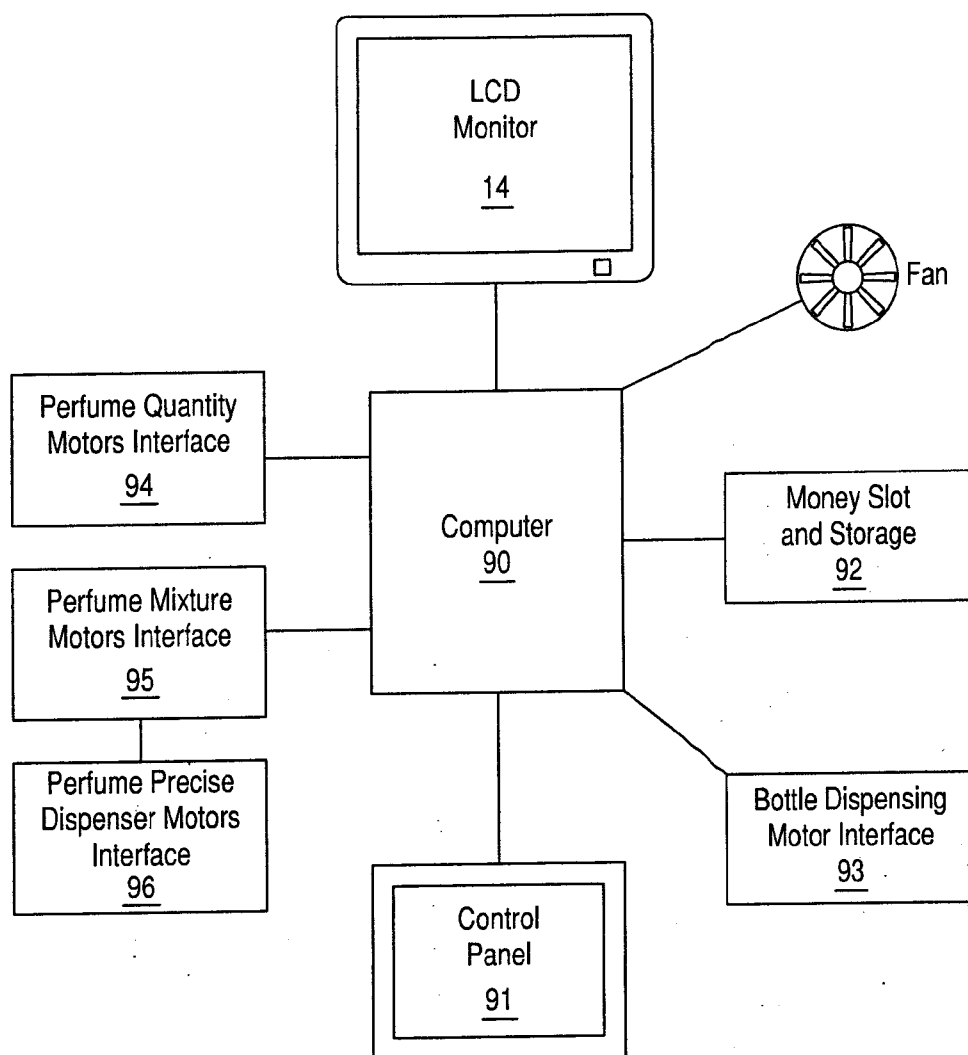 LCD
Monitor
14
Fan
Perfume Quantity
Motors Interface
94
Computer
90
Money Slot
and Storage
92
Perfume Mixture
Motors Interface
95
Perfume Precise
Dispenser Motors
Interface
96
Bottle Dispensing
Motor Interface
93
Control
Panel
91